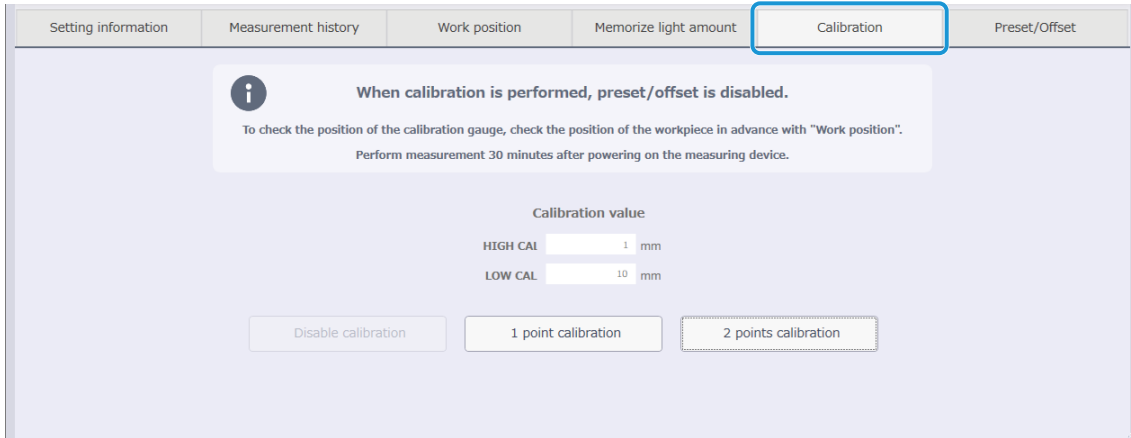 Setting information Measurement history Work position Memorize light amount Calibration Preset/Offset
When calibration is performed, preset/offset is disabled.
To check the position of the calibration gauge, check the position of the workpiece in advance with "Work position".
Perform measurement 30 minutes after powering on the measuring device.
Calibration value
HIGH CAL 1 mm
LOW CAL 10 mm
Disable calibration 1 point calibration 2 points calibration